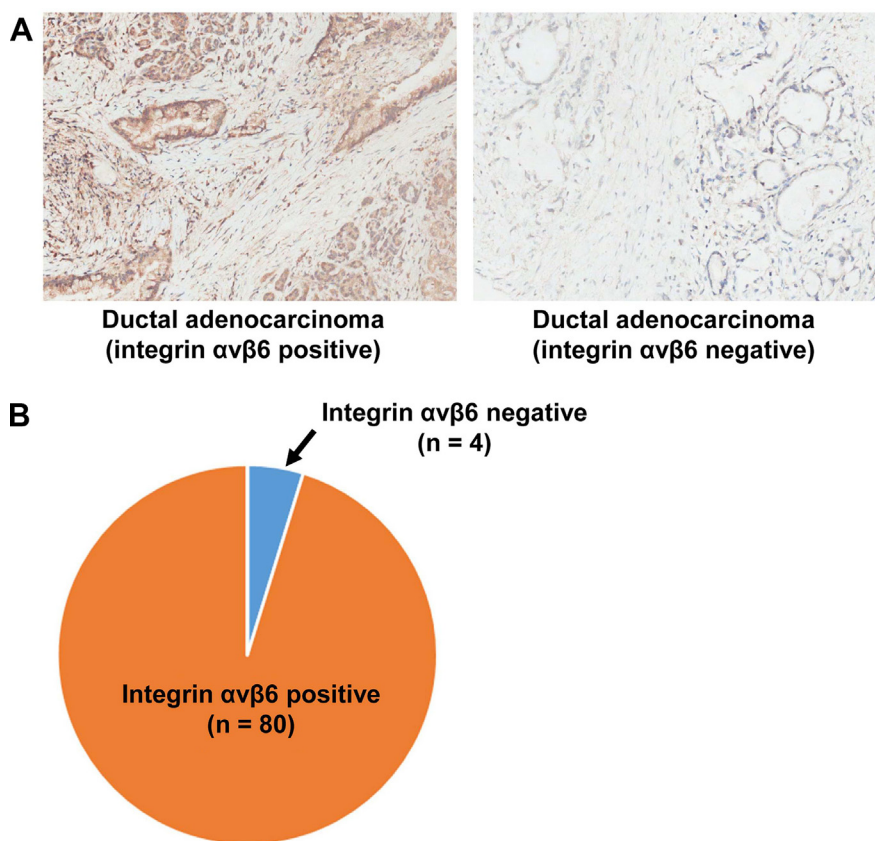 A
Ductal adenocarcinoma
(integrin αvβ6 positive)
Ductal adenocarcinoma
(integrin αvβ6 negative)
B
Integrin αvβ6 negative
(n = 4)
Integrin αvβ6 positive
(n = 80)